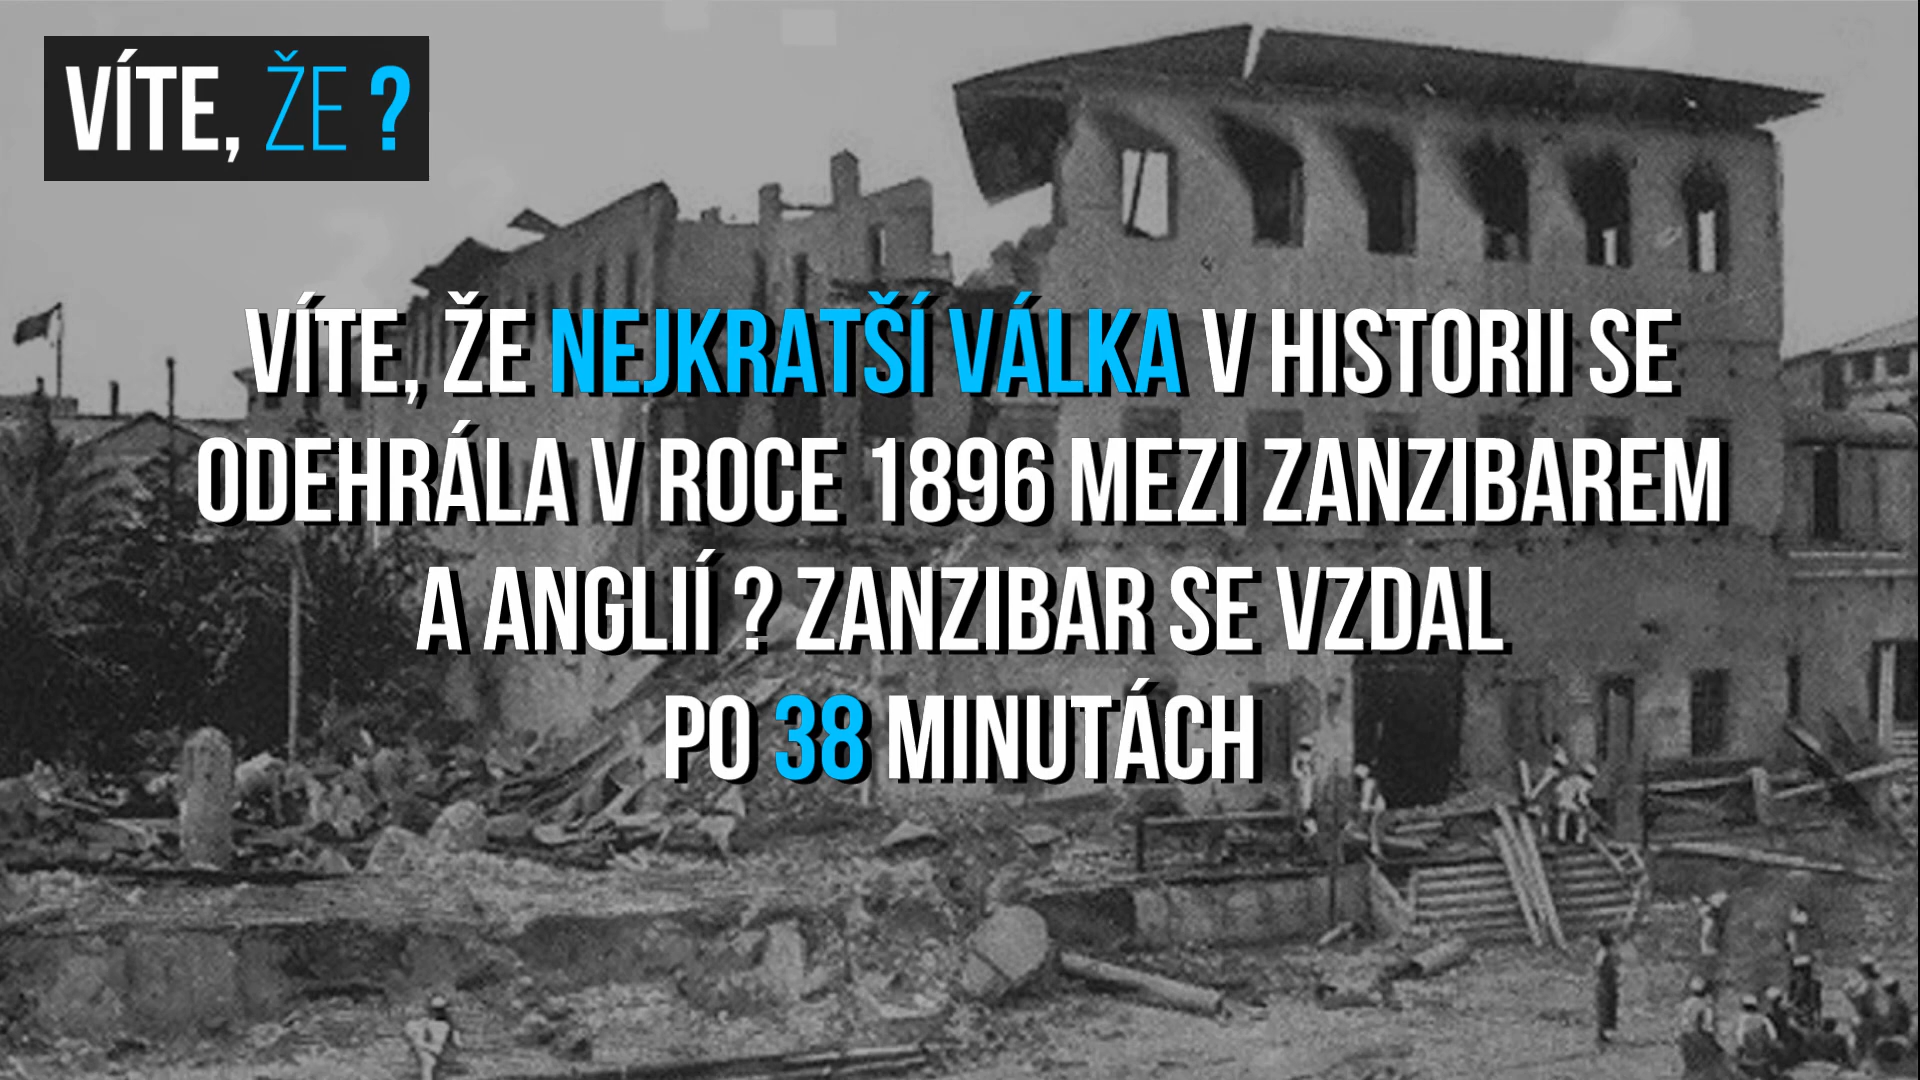 VÍTE, ŽE ?
VÍTE, ŽE NEJKRATŠÍ VÁLKA V HISTORII SE
ODEHRÁLA V ROCE 1896 MEZI ZANZIBAREM
A ANGLIÍ ? ZANZIBAR SE VZDAL
PO 38 MINUTÁCH